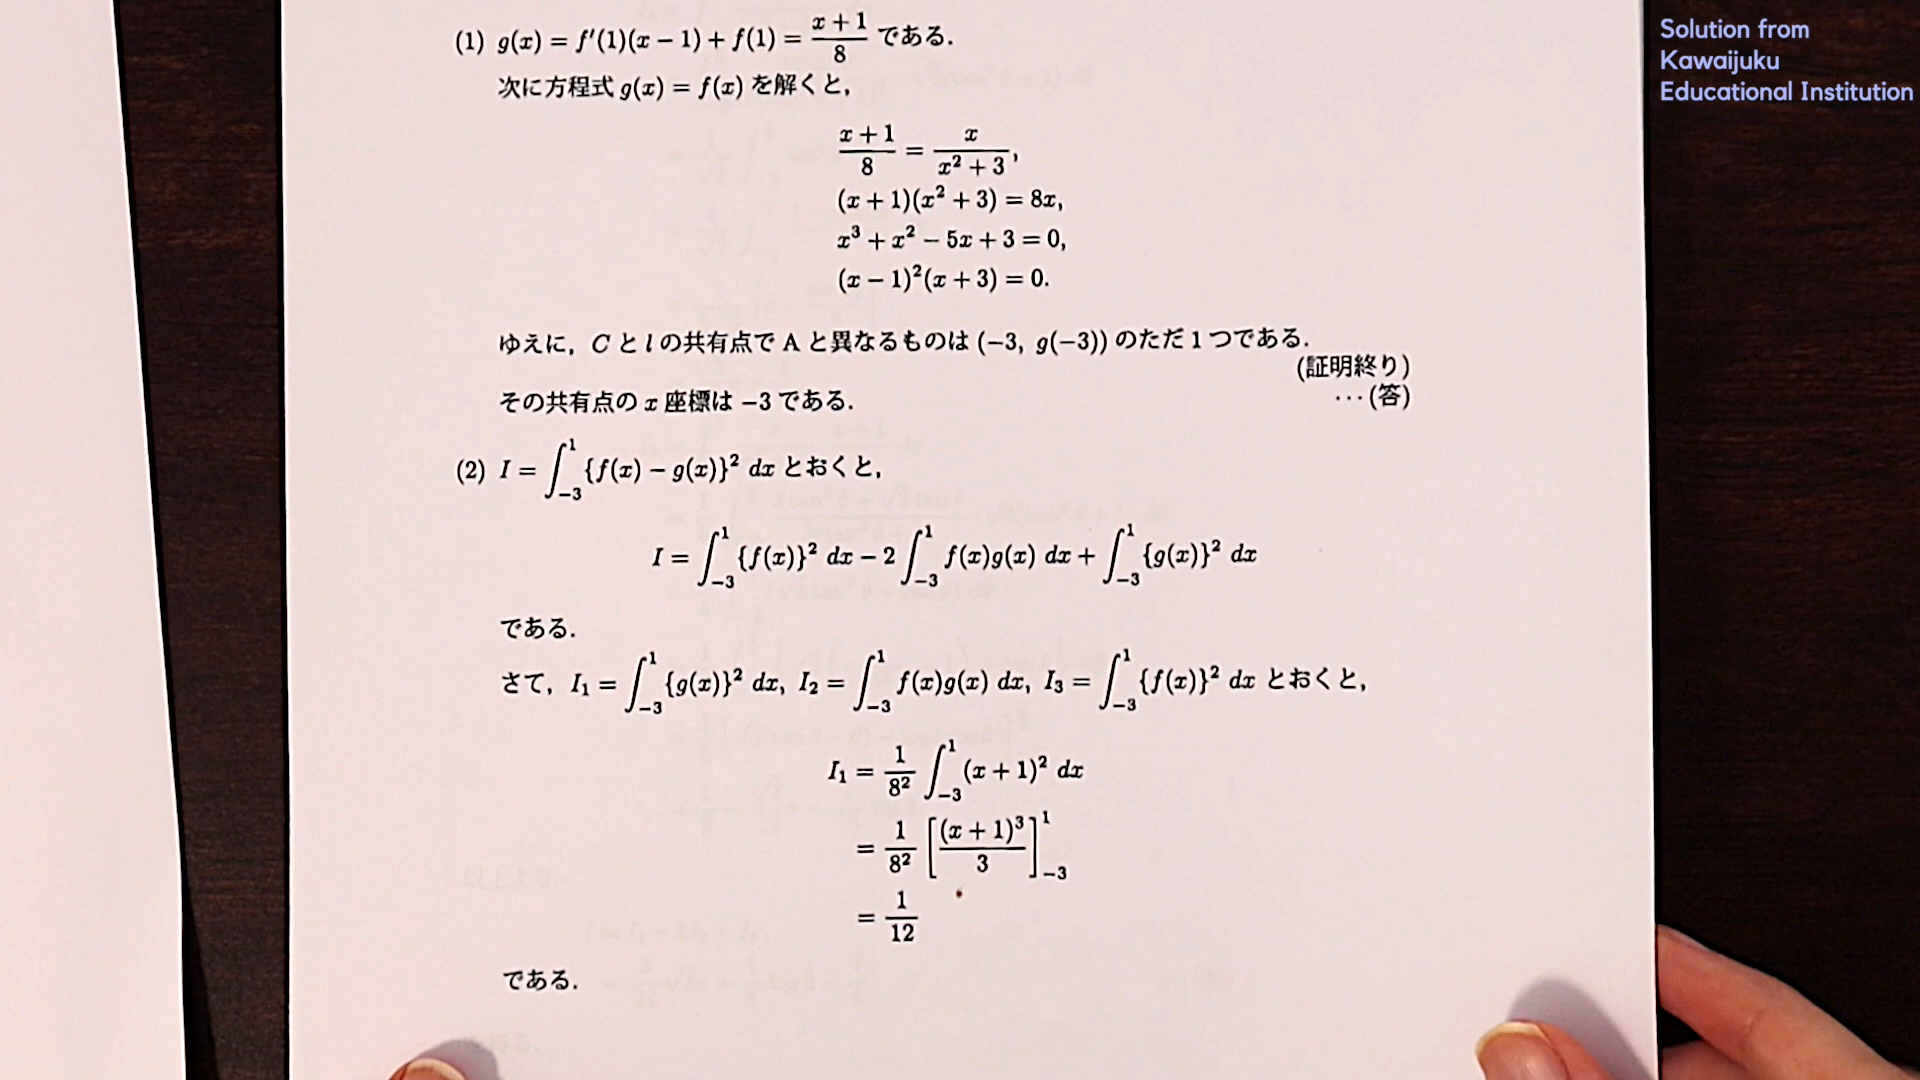 (1) g(x) = f′(1)(x − 1) + f(1) = (x + 1)/8 である.
次に方程式 g(x) = f(x) を解くと,
(x + 1)/8 = x/(x² + 3),
(x + 1)(x² + 3) = 8x,
x³ + x² − 5x + 3 = 0,
(x − 1)²(x + 3) = 0.
ゆえに, C と l の共有点で A と異なるものは (−3, g(−3)) のただ 1 つである.
(証明終り)
その共有点の x 座標は −3 である. ⋯(答)
(2) I = ∫_{−3}^{1} {f(x) − g(x)}² dx とおくと,
I = ∫_{−3}^{1} {f(x)}² dx − 2 ∫_{−3}^{1} f(x)g(x) dx + ∫_{−3}^{1} {g(x)}² dx
である.
さて, I₁ = ∫_{−3}^{1} {g(x)}² dx, I₂ = ∫_{−3}^{1} f(x)g(x) dx, I₃ = ∫_{−3}^{1} {f(x)}² dx とおくと,
I₁ = 1/8² ∫_{−3}^{1} (x + 1)² dx
= 1/8² [(x + 1)³/3]_{−3}^{1}
= 1/12
である.
Solution from
Kawaijuku
Educational Institution